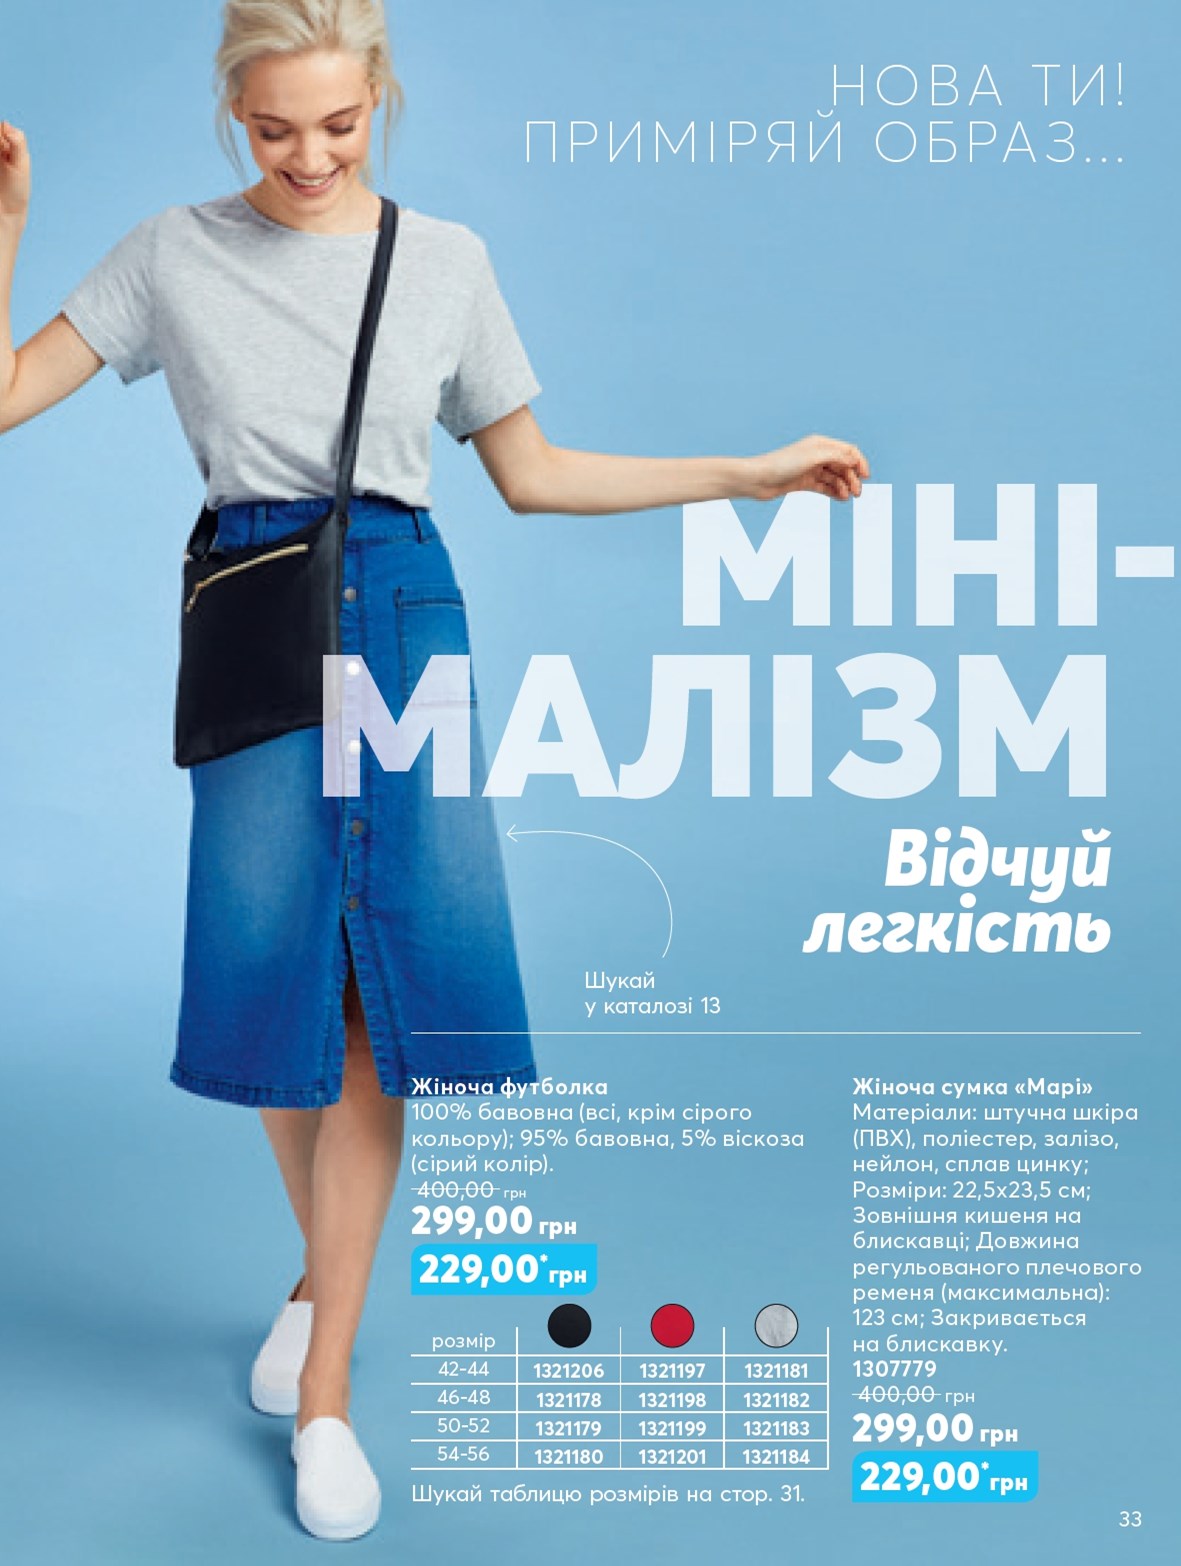 НОВА ТИ!
ПРИМІРЯЙ ОБРАЗ...
МІНІ-
МАЛІЗМ
Відчуй
легкість
Шукай
у каталозі 13
Жіноча футболка
100% бавовна (всі, крім сірого
кольору); 95% бавовна, 5% віскоза
(сірий колір).
400,00 грн
299,00 грн
229,00* грн
розмір
42-44 1321206 1321197 1321181
46-48 1321178 1321198 1321182
50-52 1321179 1321199 1321183
54-56 1321180 1321201 1321184
Шукай таблицю розмірів на стор. 31.
Жіноча сумка «Марі»
Матеріали: штучна шкіра
(ПВХ), поліестер, залізо,
нейлон, сплав цинку;
Розміри: 22,5х23,5 см;
Зовнішня кишеня на
блискавці; Довжина
регульованого плечового
ременя (максимальна):
123 см; Закривається
на блискавку.
1307779
400,00 грн
299,00 грн
229,00* грн
33